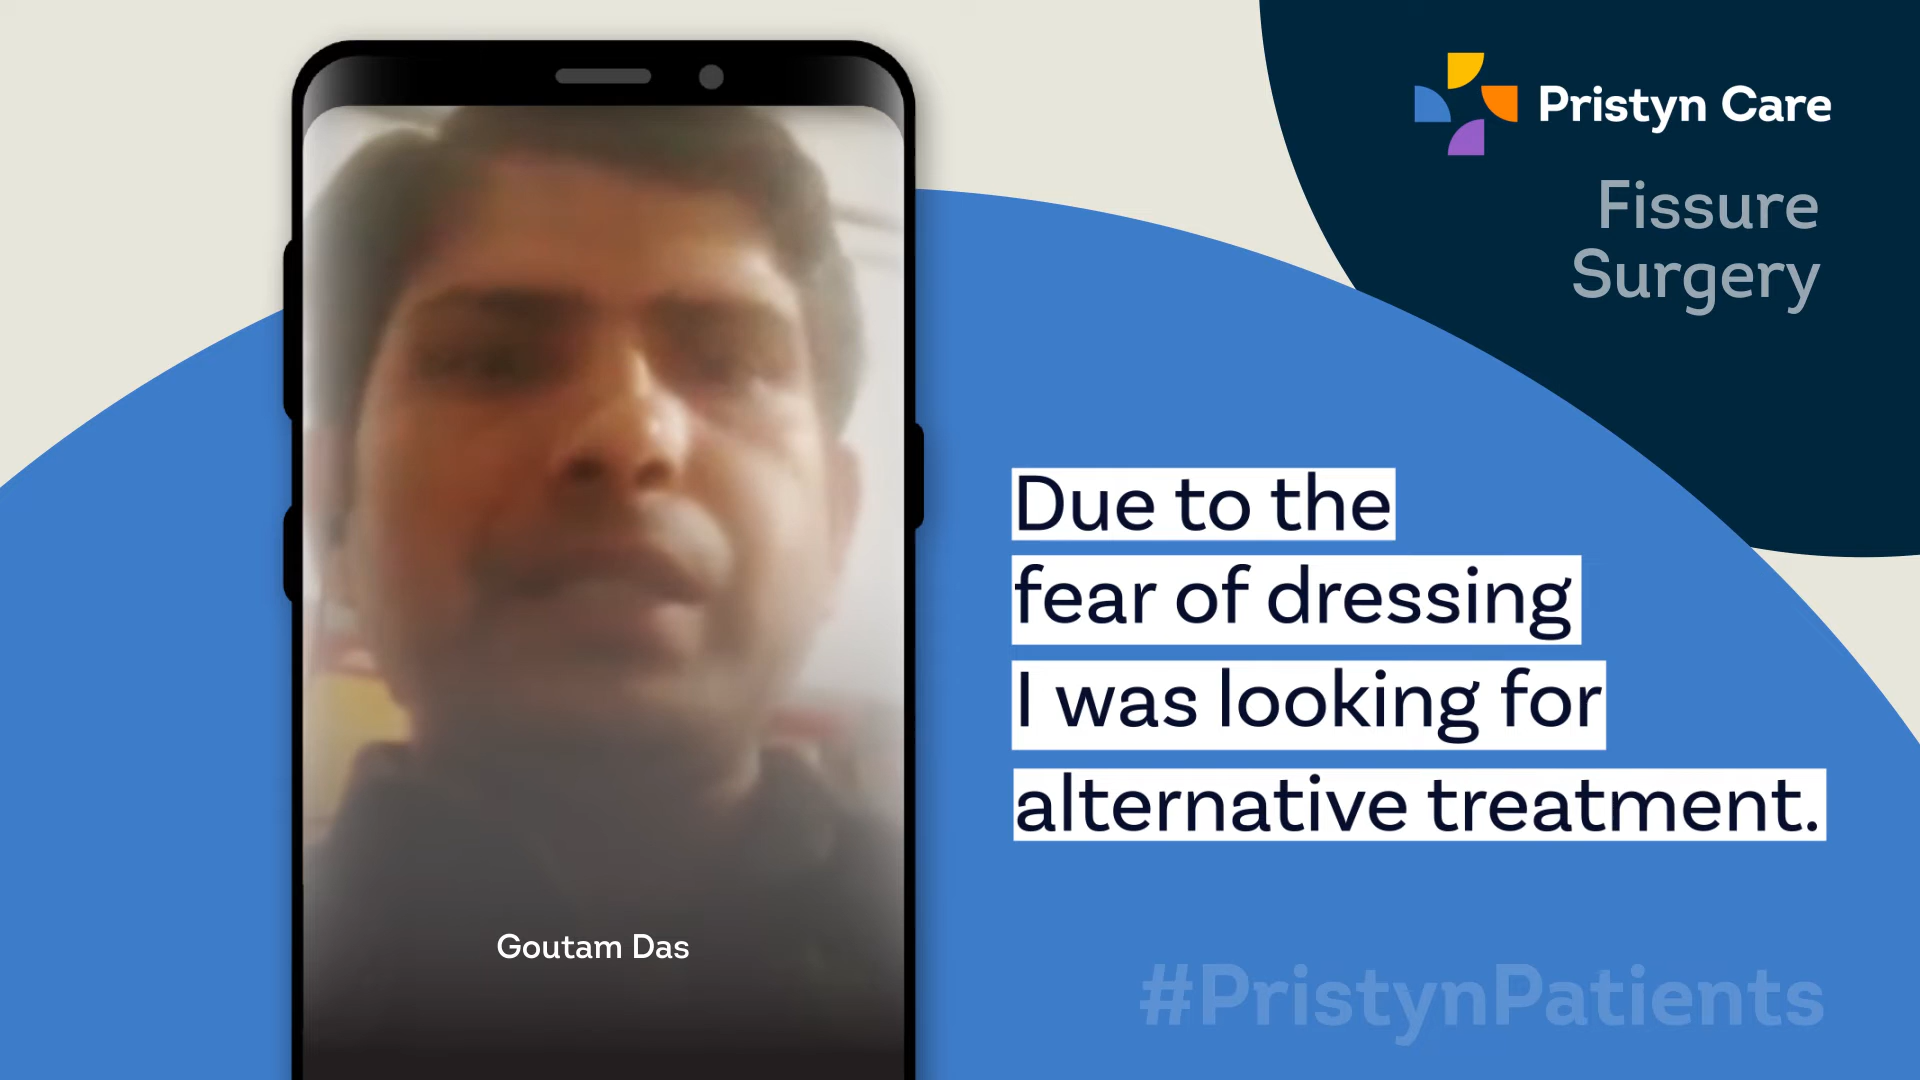 Pristyn Care
Fissure
Surgery
Due to the
fear of dressing
I was looking for
alternative treatment.
Goutam Das
#PristynPatients